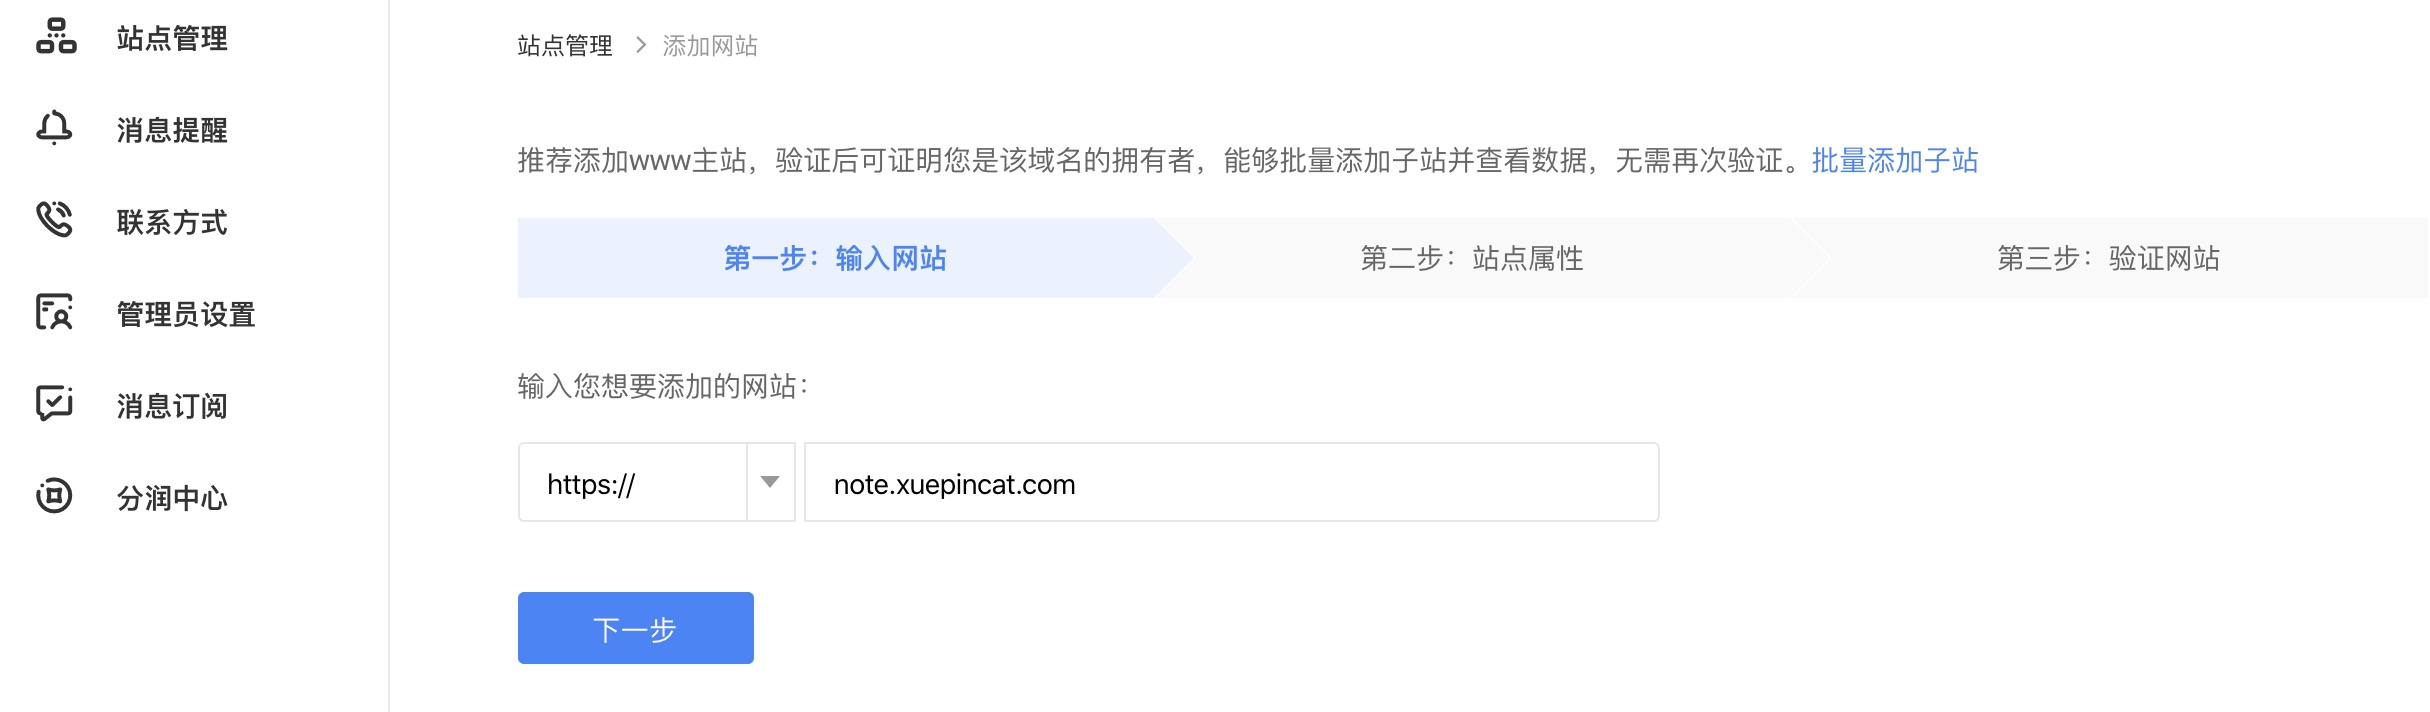 站点管理
消息提醒
联系方式
管理员设置
消息订阅
分润中心
站点管理 > 添加网站
推荐添加www主站，验证后可证明您是该域名的拥有者，能够批量添加子站并查看数据，无需再次验证。批量添加子站
第一步：输入网站
第二步：站点属性
第三步：验证网站
输入您想要添加的网站：
https://
note.xuepincat.com
下一步